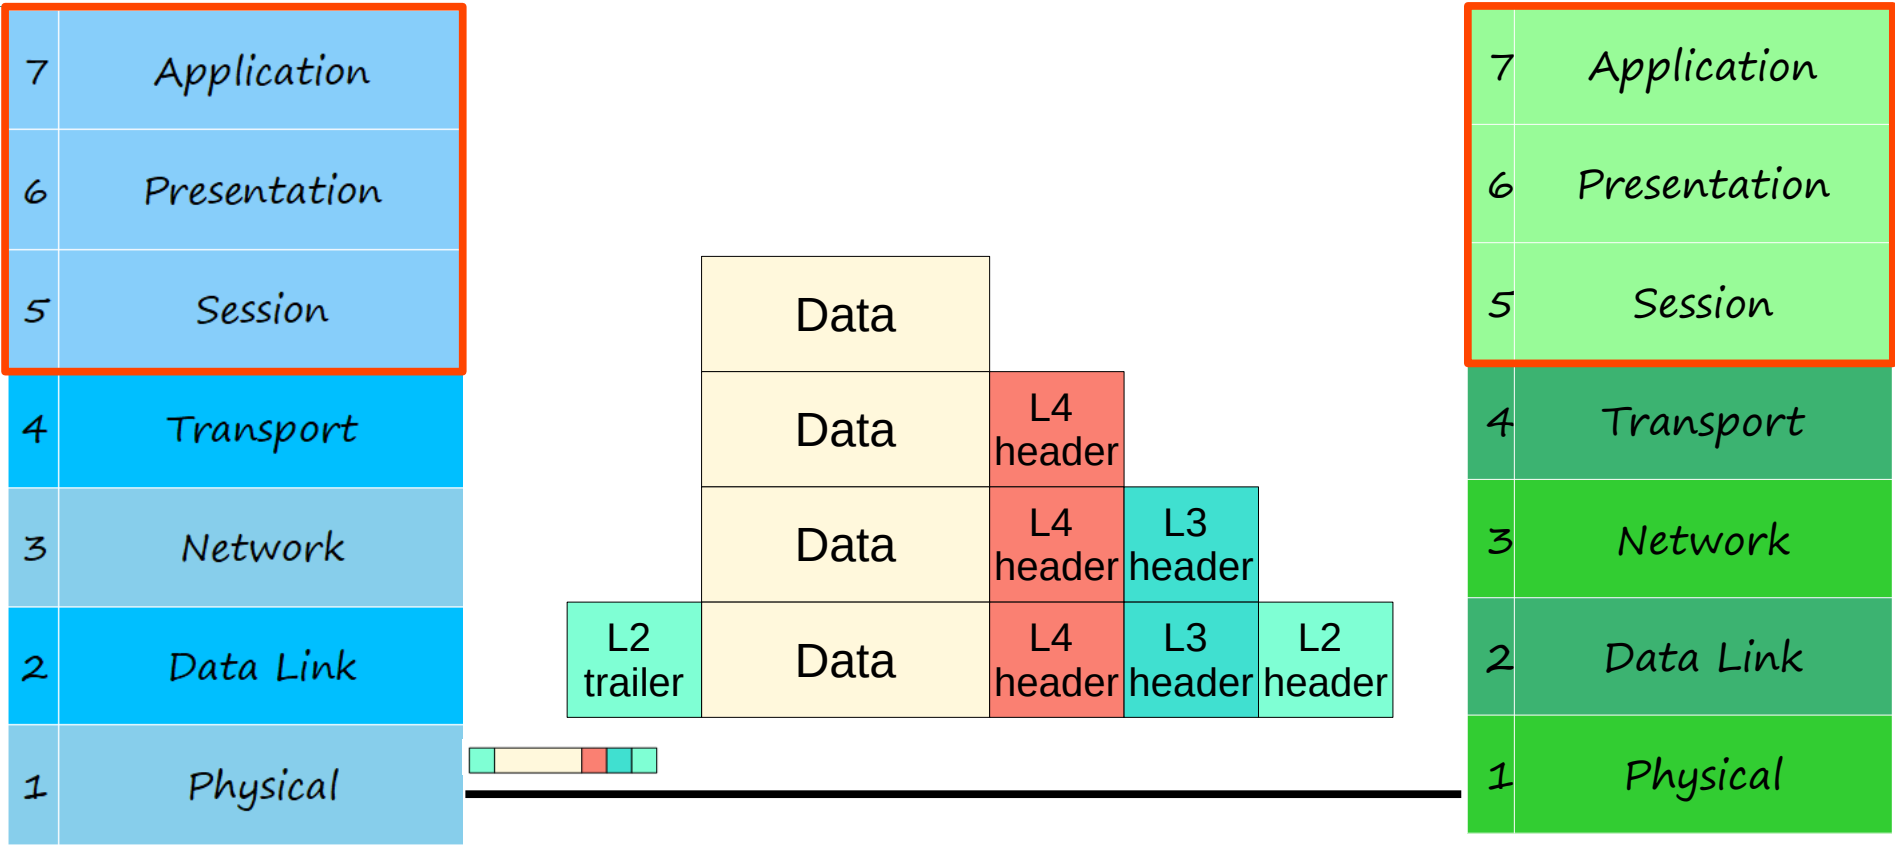 7 Application
6 Presentation
5 Session
4 Transport
3 Network
2 Data Link
1 Physical
Data
Data
L4
header
Data
L4
header
L3
header
L2
trailer
Data
L4
header
L3
header
L2
header
7 Application
6 Presentation
5 Session
4 Transport
3 Network
2 Data Link
1 Physical